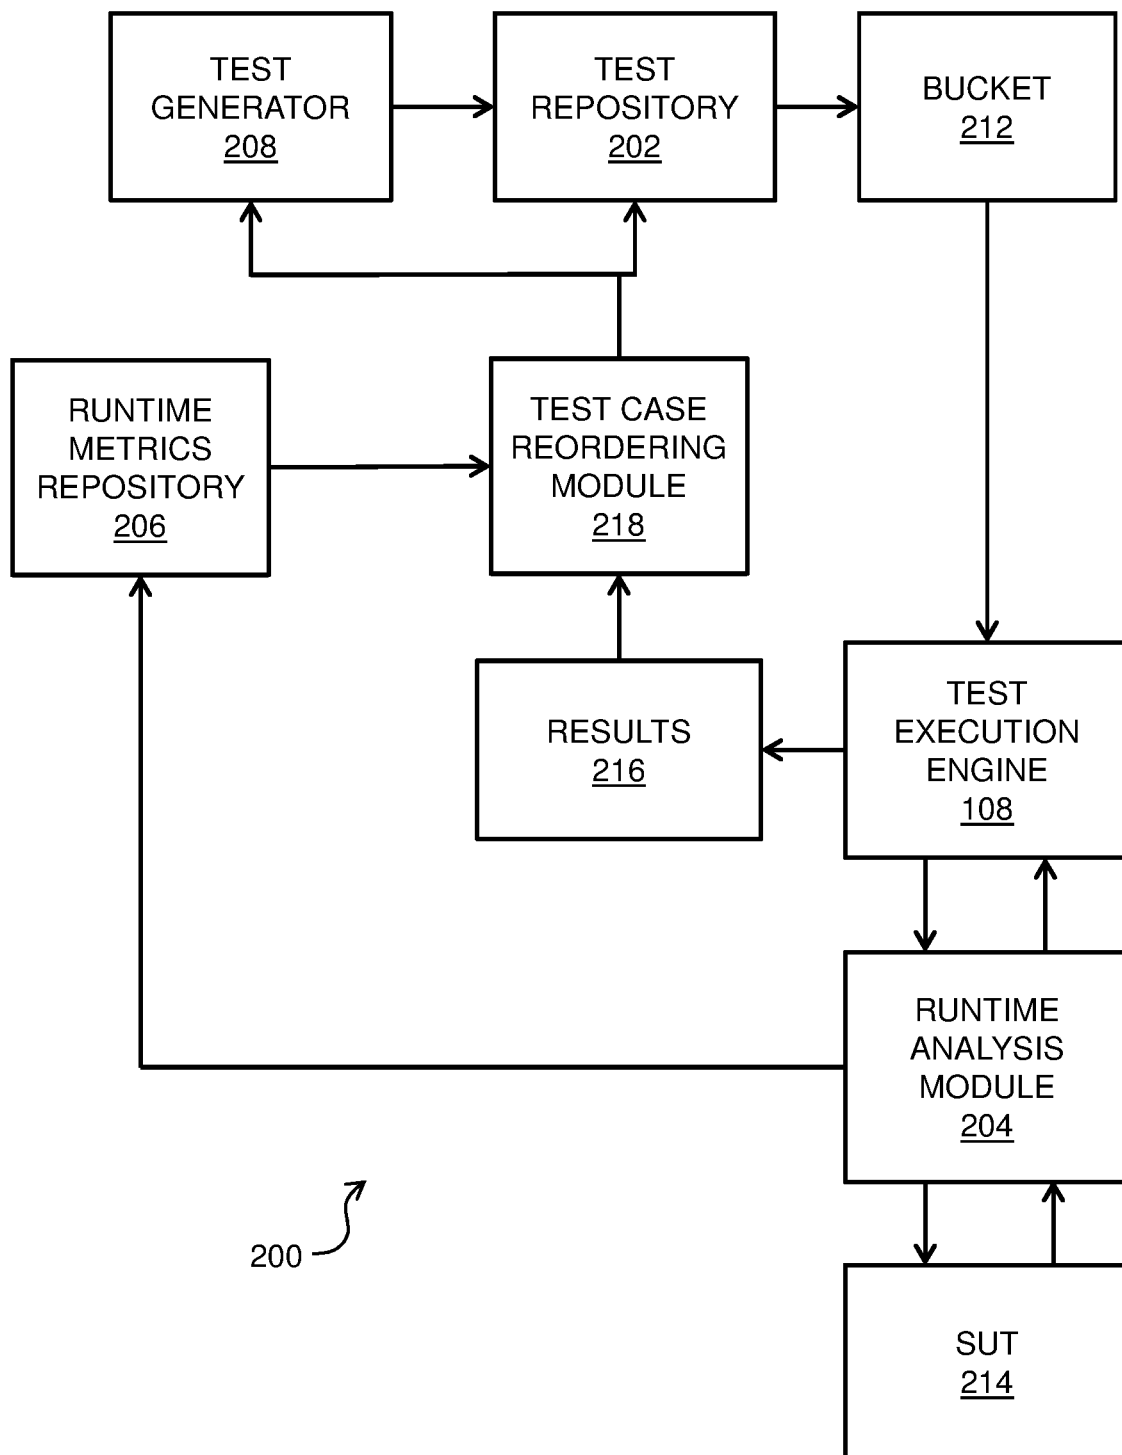 TEST
GENERATOR
208
TEST
REPOSITORY
202
BUCKET
212
RUNTIME
METRICS
REPOSITORY
206
TEST CASE
REORDERING
MODULE
218
RESULTS
216
TEST
EXECUTION
ENGINE
108
RUNTIME
ANALYSIS
MODULE
204
200
SUT
214